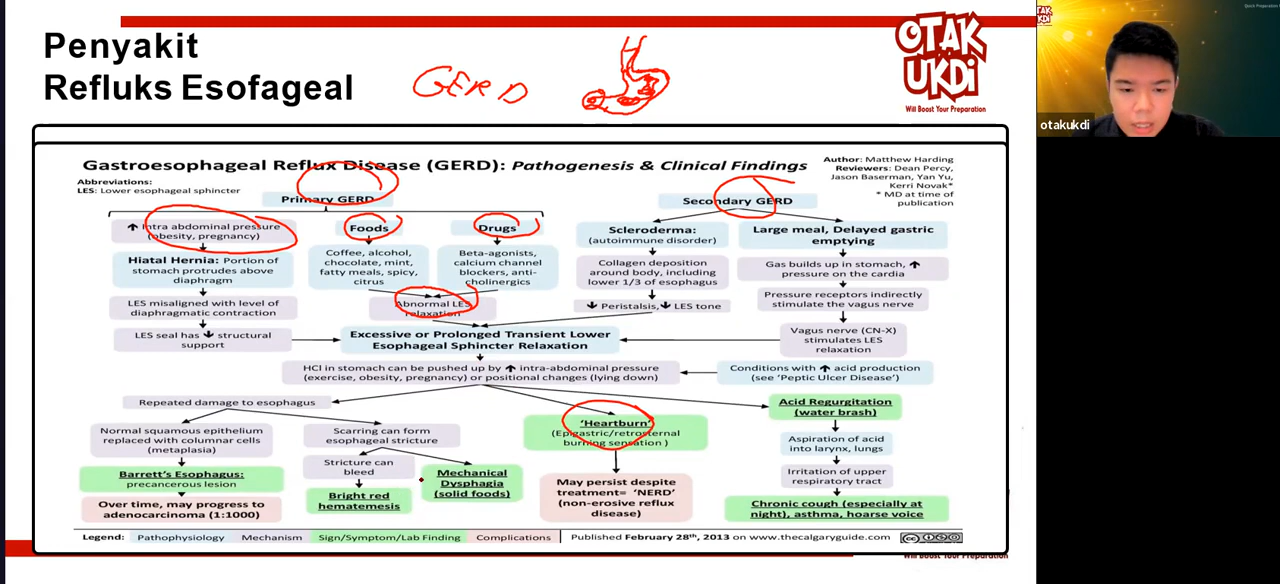 Penyakit
Refluks Esofageal
GERD
OTAK
UKDi
Will Boost Your Preparation
OTAK
UKDi
otakukdi
Gastroesophageal Reflux Disease (GERD): Pathogenesis & Clinical Findings
Author: Matthew Harding
Reviewers: Dean Percy,
Jason Baserman, Yan Yu,
Kerri Novak*
* MD at time of
publication
Abbreviations:
LES: Lower esophageal sphincter
Primary GERD
Secondary GERD
↑ Intra abdominal pressure
(obesity, pregnancy)
Foods
Drugs
Scleroderma:
(autoimmune disorder)
Large meal, Delayed gastric
emptying
Hiatal Hernia: Portion of
stomach protrudes above
diaphragm
Coffee, alcohol,
chocolate, mint,
fatty meals, spicy,
citrus
Beta-agonists,
calcium channel
blockers, anti-
cholinergics
Collagen deposition
around body, including
lower 1/3 of esophagus
Gas builds up in stomach, ↑
pressure on the cardia
LES misaligned with level of
diaphragmatic contraction
Abnormal LES
relaxation
↓ Peristalsis, ↓ LES tone
Pressure receptors indirectly
stimulate the vagus nerve
LES seal has ↓ structural
support
Excessive or Prolonged Transient Lower
Esophageal Sphincter Relaxation
Vagus nerve (CN-X)
stimulates LES
relaxation
HCl in stomach can be pushed up by ↑ intra-abdominal pressure
(exercise, obesity, pregnancy) or positional changes (lying down)
Conditions with ↑ acid production
(see ‘Peptic Ulcer Disease’)
Repeated damage to esophagus
Acid Regurgitation
(water brash)
Normal squamous epithelium
replaced with columnar cells
(metaplasia)
Scarring can form
esophageal stricture
‘Heartburn’
(Epigastric/retrosternal
burning sensation )
Aspiration of acid
into larynx, lungs
Stricture can
bleed
Mechanical
Dysphagia
(solid foods)
Barrett’s Esophagus:
precancerous lesion
Irritation of upper
respiratory tract
May persist despite
treatment= ‘NERD’
(non-erosive reflux
disease)
Bright red
hematemesis
Over time, may progress to
adenocarcinoma (1:1000)
Chronic cough (especially at
night), asthma, hoarse voice
Legend: Pathophysiology Mechanism Sign/Symptom/Lab Finding Complications Published February 28th, 2013 on www.thecalgaryguide.com
Will Boost Your Preparation